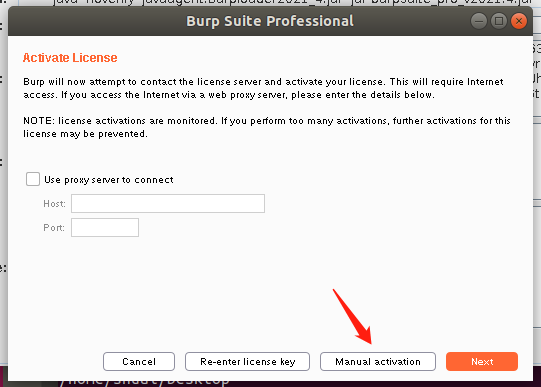 java -noverify -javaagent:BurpLoader2021_4.jar -jar burpsuite_pro_v2021.4.jar
Burp Suite Professional
Activate License
Burp will now attempt to contact the license server and activate your license. This will require Internet
access. If you access the Internet via a web proxy server, please enter the details below.
NOTE: license activations are monitored. If you perform too many activations, further activations for this
license may be prevented.
Use proxy server to connect
Host:
Port:
Cancel
Re-enter license key
Manual activation
Next